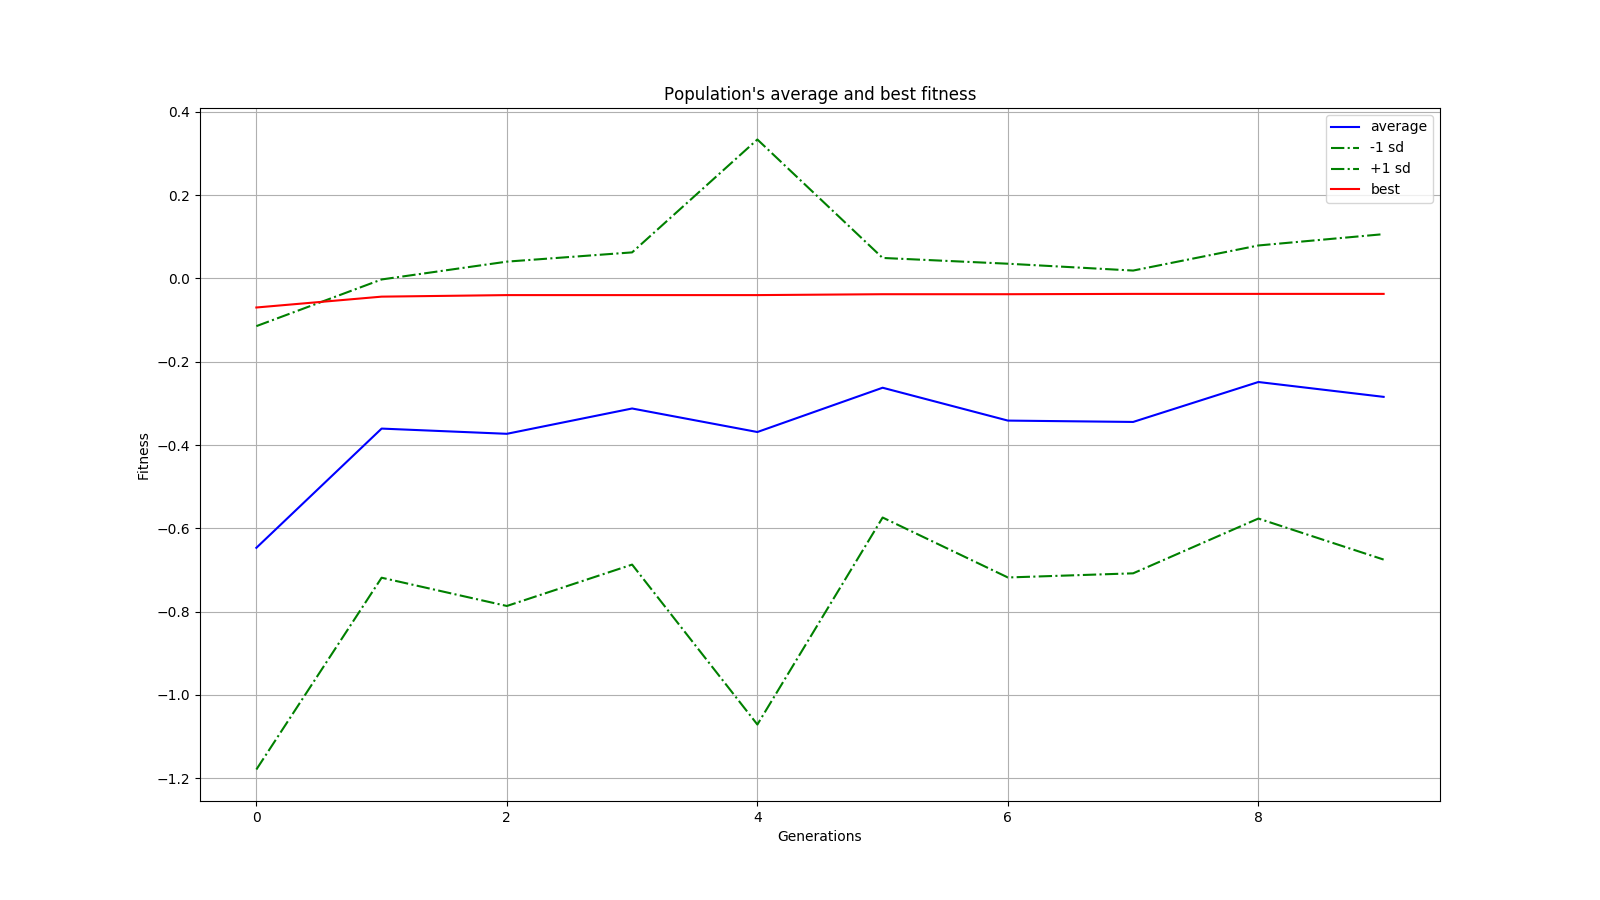 Population's average and best fitness
average
-1 sd
+1 sd
best
0.4
0.2
0.0
−0.2
−0.4
−0.6
−0.8
−1.0
−1.2
Fitness
0 2 4 6 8
Generations